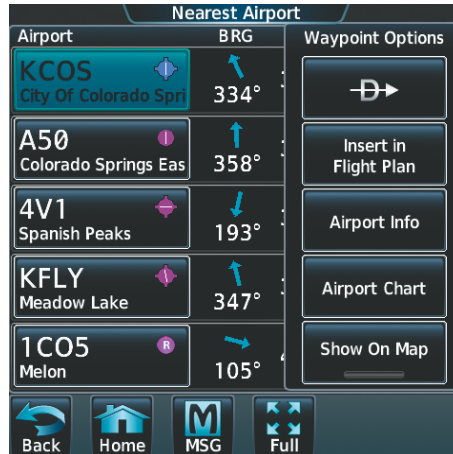 Nearest Airport
Airport BRG
Waypoint Options
KCOS
City Of Colorado Spri
334°
A50
Colorado Springs Eas
358°
4V1
Spanish Peaks
193°
KFLY
Meadow Lake
347°
1CO5 R
Melon
105°
D
Insert in
Flight Plan
Airport Info
Airport Chart
Show On Map
Back
Home
M
MSG
Full